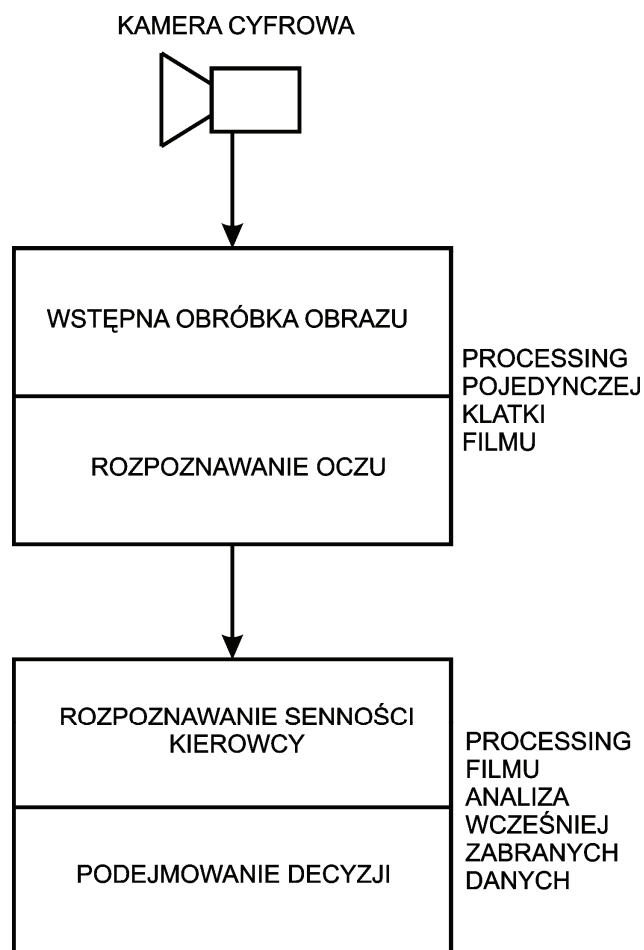 KAMERA CYFROWA
WSTĘPNA OBRÓBKA OBRAZU
ROZPOZNAWANIE OCZU
PROCESSING
POJEDYNCZEJ
KLATKI
FILMU
ROZPOZNAWANIE SENNOŚCI
KIEROWCY
PODEJMOWANIE DECYZJI
PROCESSING
FILMU
ANALIZA
WCZEŚNIEJ
ZABRANYCH
DANYCH